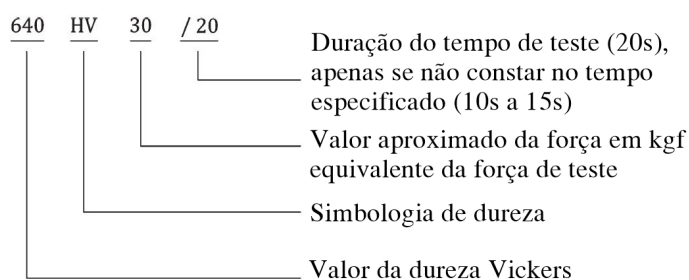 640 HV 30 / 20
Duração do tempo de teste (20s),
apenas se não constar no tempo
especificado (10s a 15s)
Valor aproximado da força em kgf
equivalente da força de teste
Simbologia de dureza
Valor da dureza Vickers